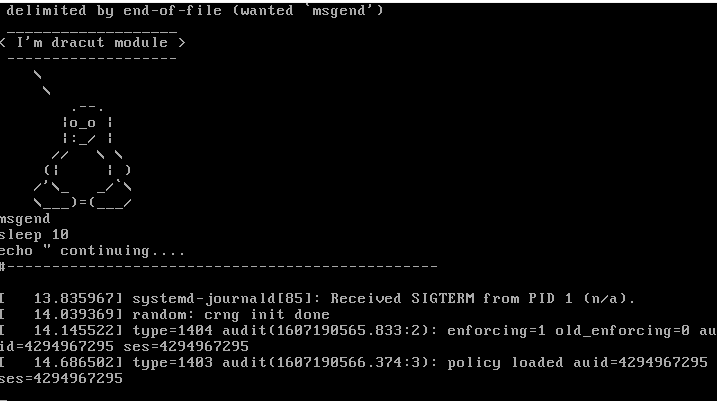 delimited by end-of-file (wanted `msgend')
 ___________________
< I'm dracut module >
 -------------------
    \
     \
        .--.
       |o_o |
       |:_/ |
      //   \ \
     (|     | )
    /'\_   _/`\
    \___)=(___/
msgend
sleep 10
echo " continuing....
#------------------------------------------------
[   13.835967] systemd-journald[85]: Received SIGTERM from PID 1 (n/a).
[   14.039369] random: crng init done
[   14.145522] type=1404 audit(1607190565.833:2): enforcing=1 old_enforcing=0 au
id=4294967295 ses=4294967295
[   14.686502] type=1403 audit(1607190566.374:3): policy loaded auid=4294967295
ses=4294967295